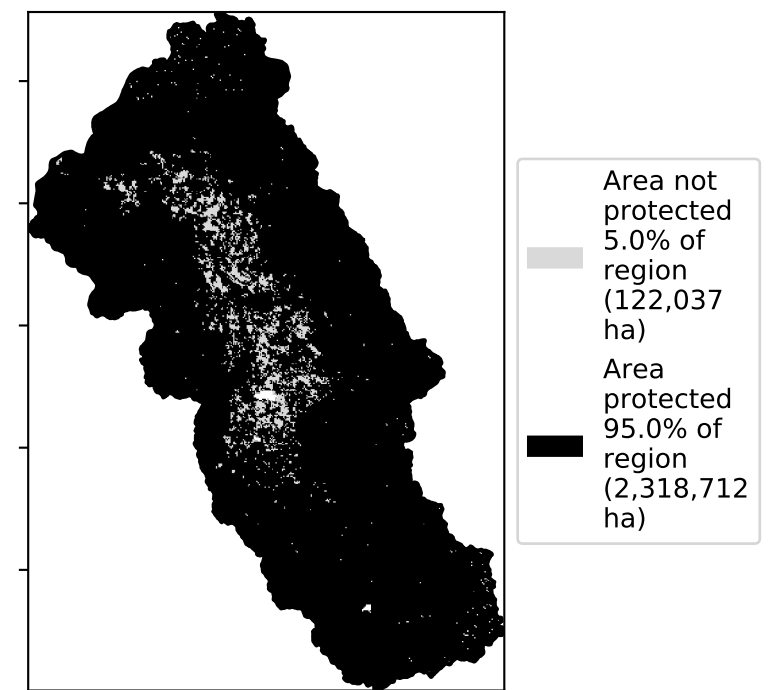 Area not
protected
5.0% of
region
(122,037
ha)
Area
protected
95.0% of
region
(2,318,712
ha)